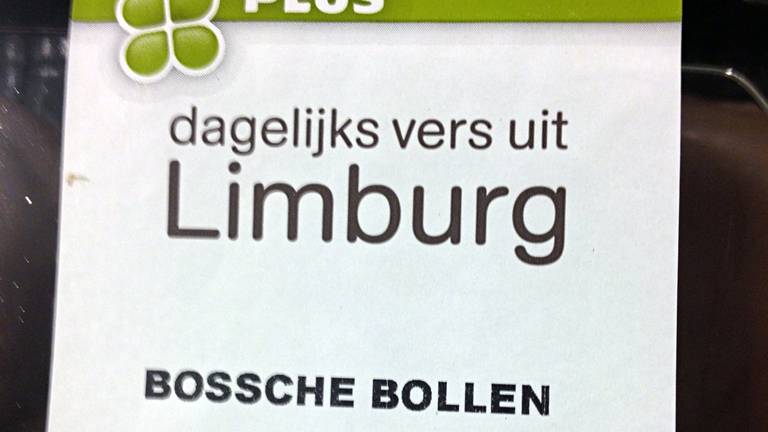 PLUS
dagelijks vers uit
Limburg
BOSSCHE BOLLEN